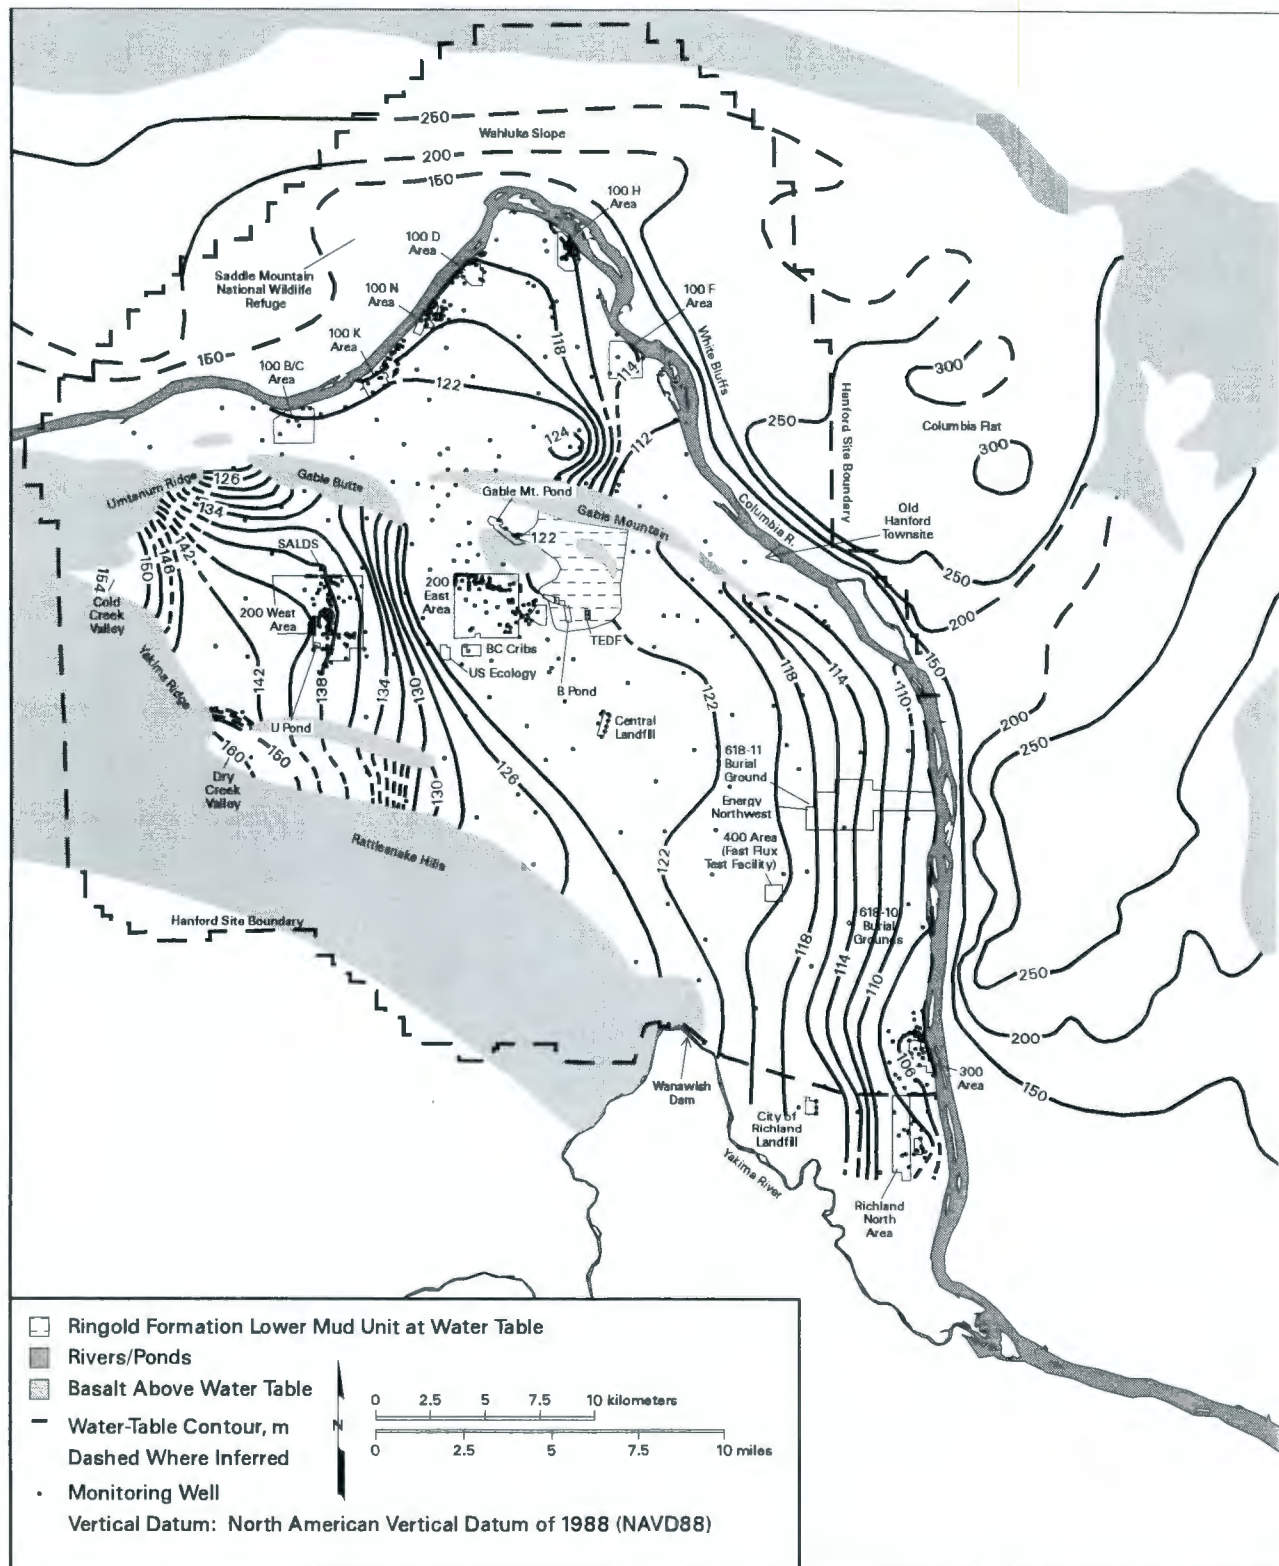 250
Wahluke Slope
200
150
100 H
Area
100 D
Area
Saddle Mountain
National Wildlife
Refuge
100 N
Area
100 F
Area
100 K
Area
118
White Bluffs
150
100 B/C
Area
114
122
300
Hanford Site Boundary
250
Columbia Flat
124
112
300
Umtanum Ridge
126
Gable Butte
134
Gable Mt. Pond
Gable Mountain
Columbia R.
Old
Hanford
Townsite
122
142
SALDS
146
150
154
250
Cold
Creek
Valley
200 West
Area
200
East
Area
200
TEDF
BC Cribs
US Ecology
150
Yakima Ridge
142
138
134
130
B Pond
118
114
110
122
200
U Pond
Central
Landfill
250
160
150
618-11
Burial
Ground
Dry
Creek
Valley
126
130
Energy
Northwest
400 Area
(Fast Flux
Test Facility)
Rattlesnake Hills
122
Hanford Site Boundary
618-10
Burial
Grounds
118
114
110
250
200
106
300
Area
150
Wanawish
Dam
City of
Richland
Landfill
Yakima River
Richland
North
Area
Ringold Formation Lower Mud Unit at Water Table
Rivers/Ponds
Basalt Above Water Table
Water-Table Contour, m
Dashed Where Inferred
Monitoring Well
Vertical Datum: North American Vertical Datum of 1988 (NAVD88)
N
0 2.5 5 7.5 10 kilometers
0 2.5 5 7.5 10 miles